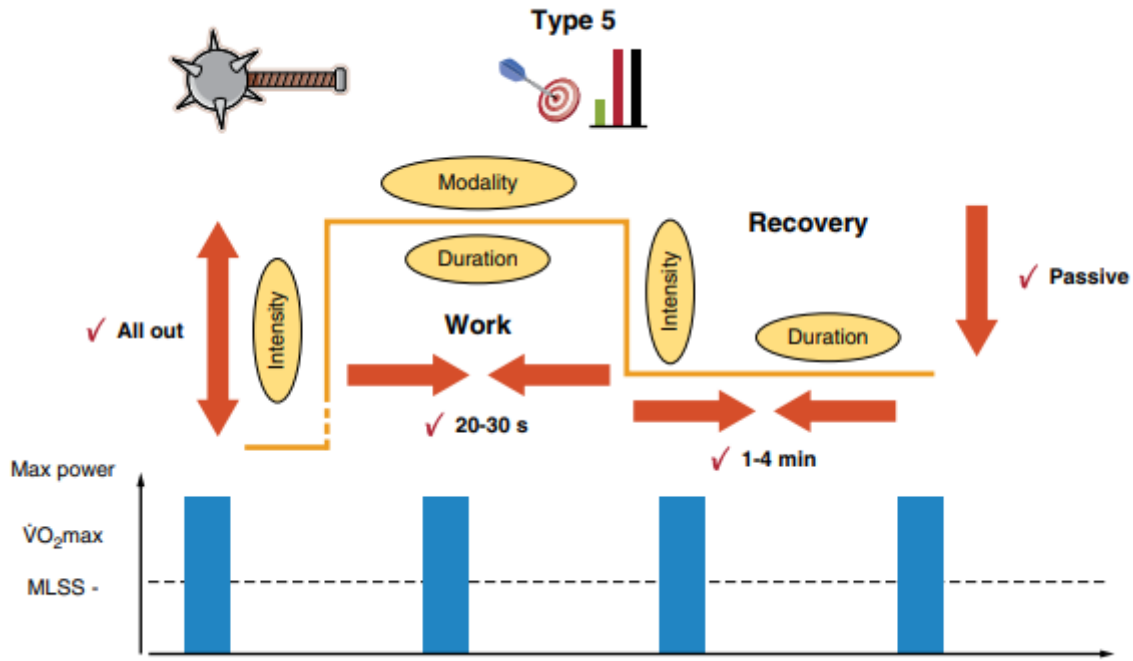 Type 5
Modality
Recovery
Duration
Intensity
Intensity
✓ Passive
✓ All out
Work
Duration
✓ 20-30 s
✓ 1-4 min
Max power
V̇O₂max
MLSS -